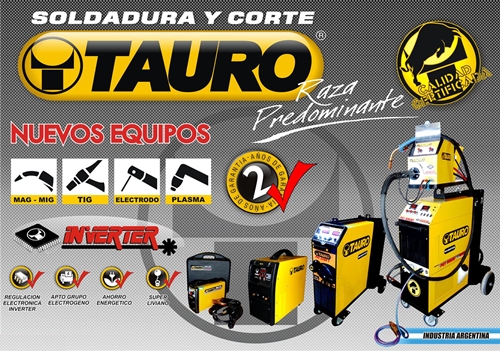 SOLDADURA Y CORTE
TAURO®
Raza
Predominante
CALIDAD
CERTIFICADA
NUEVOS EQUIPOS
MAG - MIG
TIG
ELECTRODO
PLASMA
2
AÑOS DE GARANTIA
INVERTER
REGULACION
ELECTRONICA
INVERTER
APTO GRUPO
ELECTROGENO
AHORRO
ENERGETICO
SUPER
LIVIANO
TAURO
TAURO
TAURO
INDUSTRIA ARGENTINA